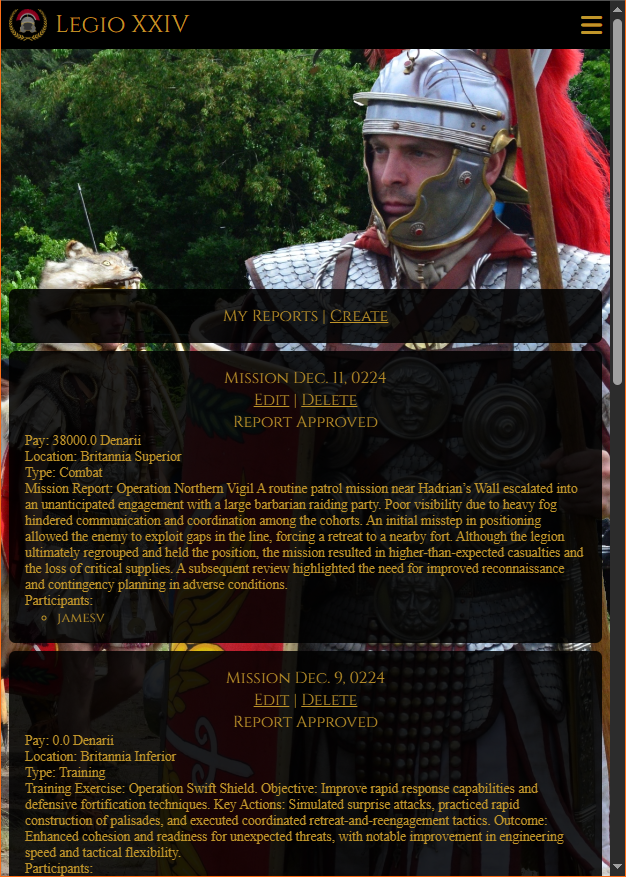 Legio XXIV
My Reports | Create
Mission Dec. 11, 0224
Edit | Delete
Report Approved
Pay: 38000.0 Denarii
Location: Britannia Superior
Type: Combat
Mission Report: Operation Northern Vigil A routine patrol mission near Hadrian’s Wall escalated into
an unanticipated engagement with a large barbarian raiding party. Poor visibility due to heavy fog
hindered communication and coordination among the cohorts. An initial misstep in positioning
allowed the enemy to exploit gaps in the line, forcing a retreat to a nearby fort. Although the legion
ultimately regrouped and held the position, the mission resulted in higher-than-expected casualties and
the loss of critical supplies. A subsequent review highlighted the need for improved reconnaissance
and contingency planning in adverse conditions.
Participants:
jamesv
Mission Dec. 9, 0224
Edit | Delete
Report Approved
Pay: 0.0 Denarii
Location: Britannia Inferior
Type: Training
Training Exercise: Operation Swift Shield. Objective: Improve rapid response capabilities and
defensive fortification techniques. Key Actions: Simulated surprise attacks, practiced rapid
construction of palisades, and executed coordinated retreat-and-reengagement tactics. Outcome:
Enhanced cohesion and readiness for unexpected threats, with notable improvement in engineering
speed and tactical flexibility.
Participants: